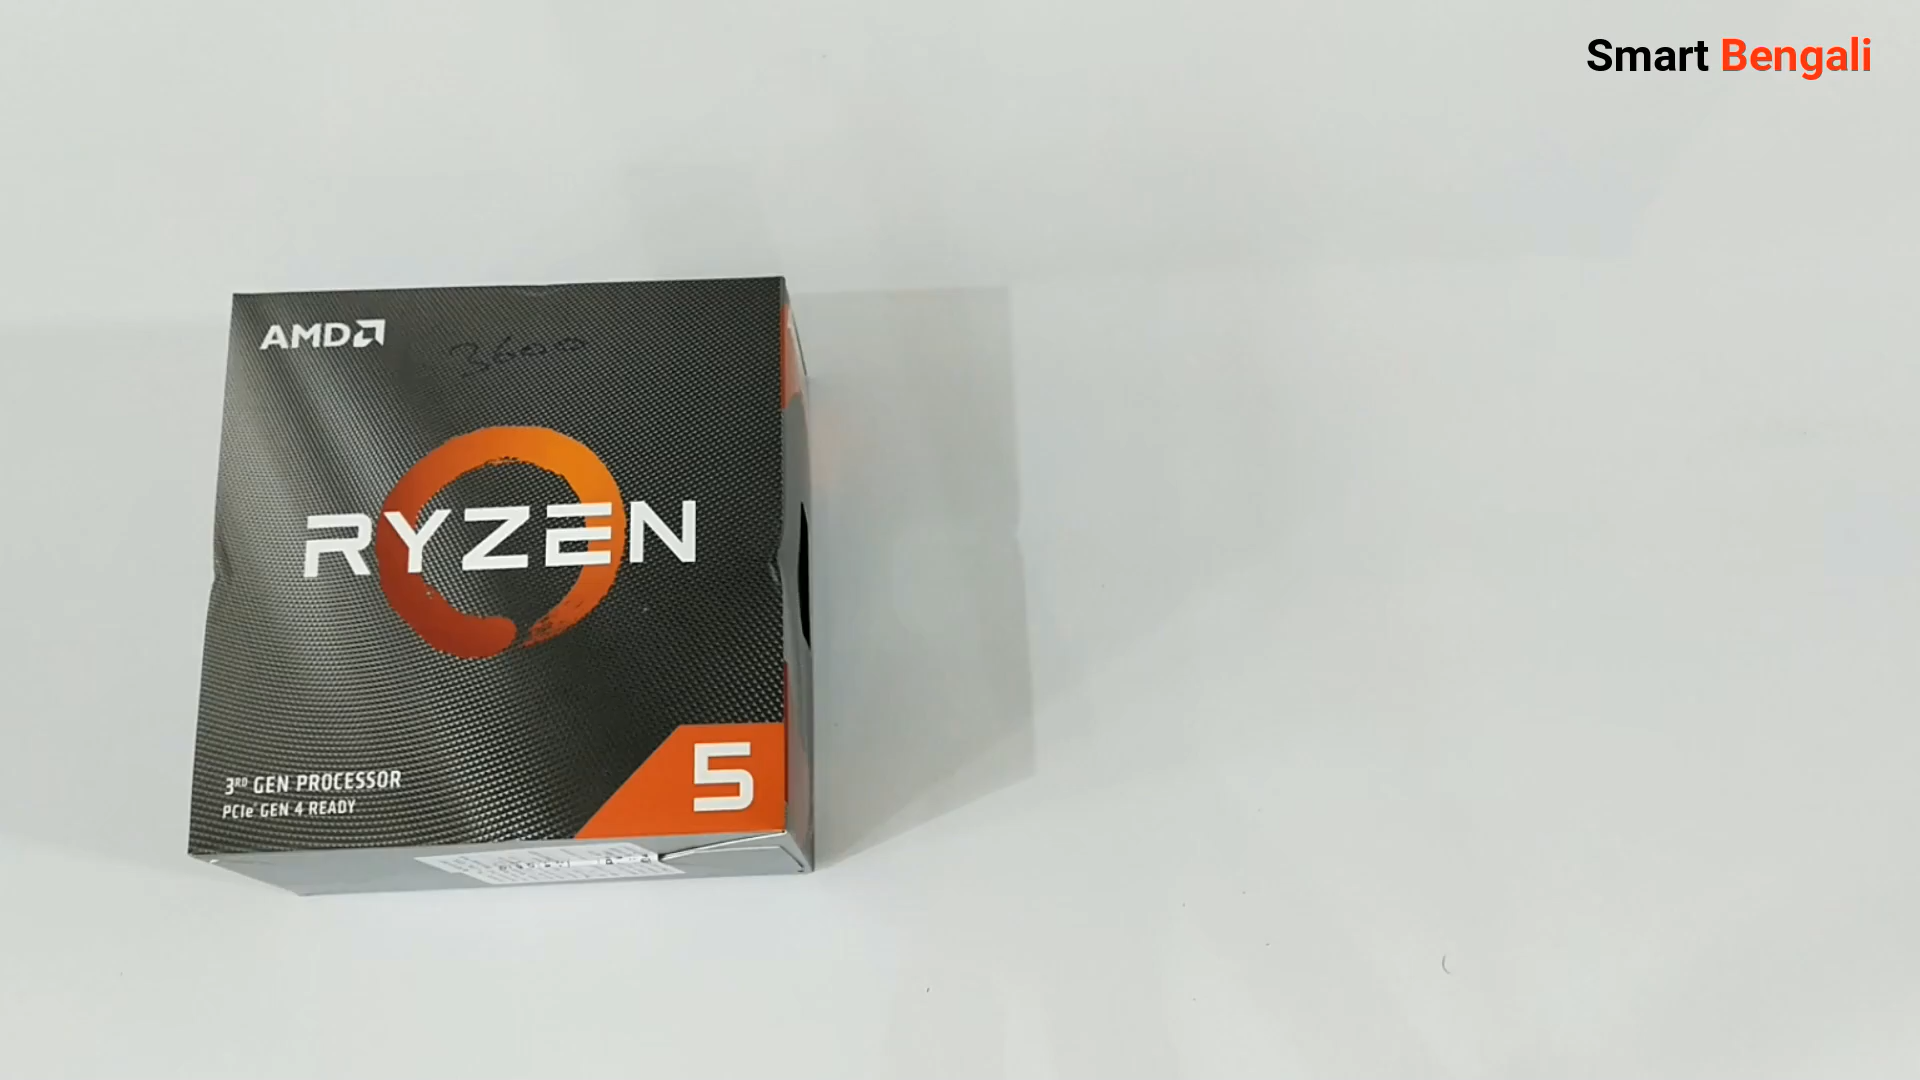 Smart Bengali
AMD
3600
RYZEN
5
3RD GEN PROCESSOR
PCIe® GEN 4 READY